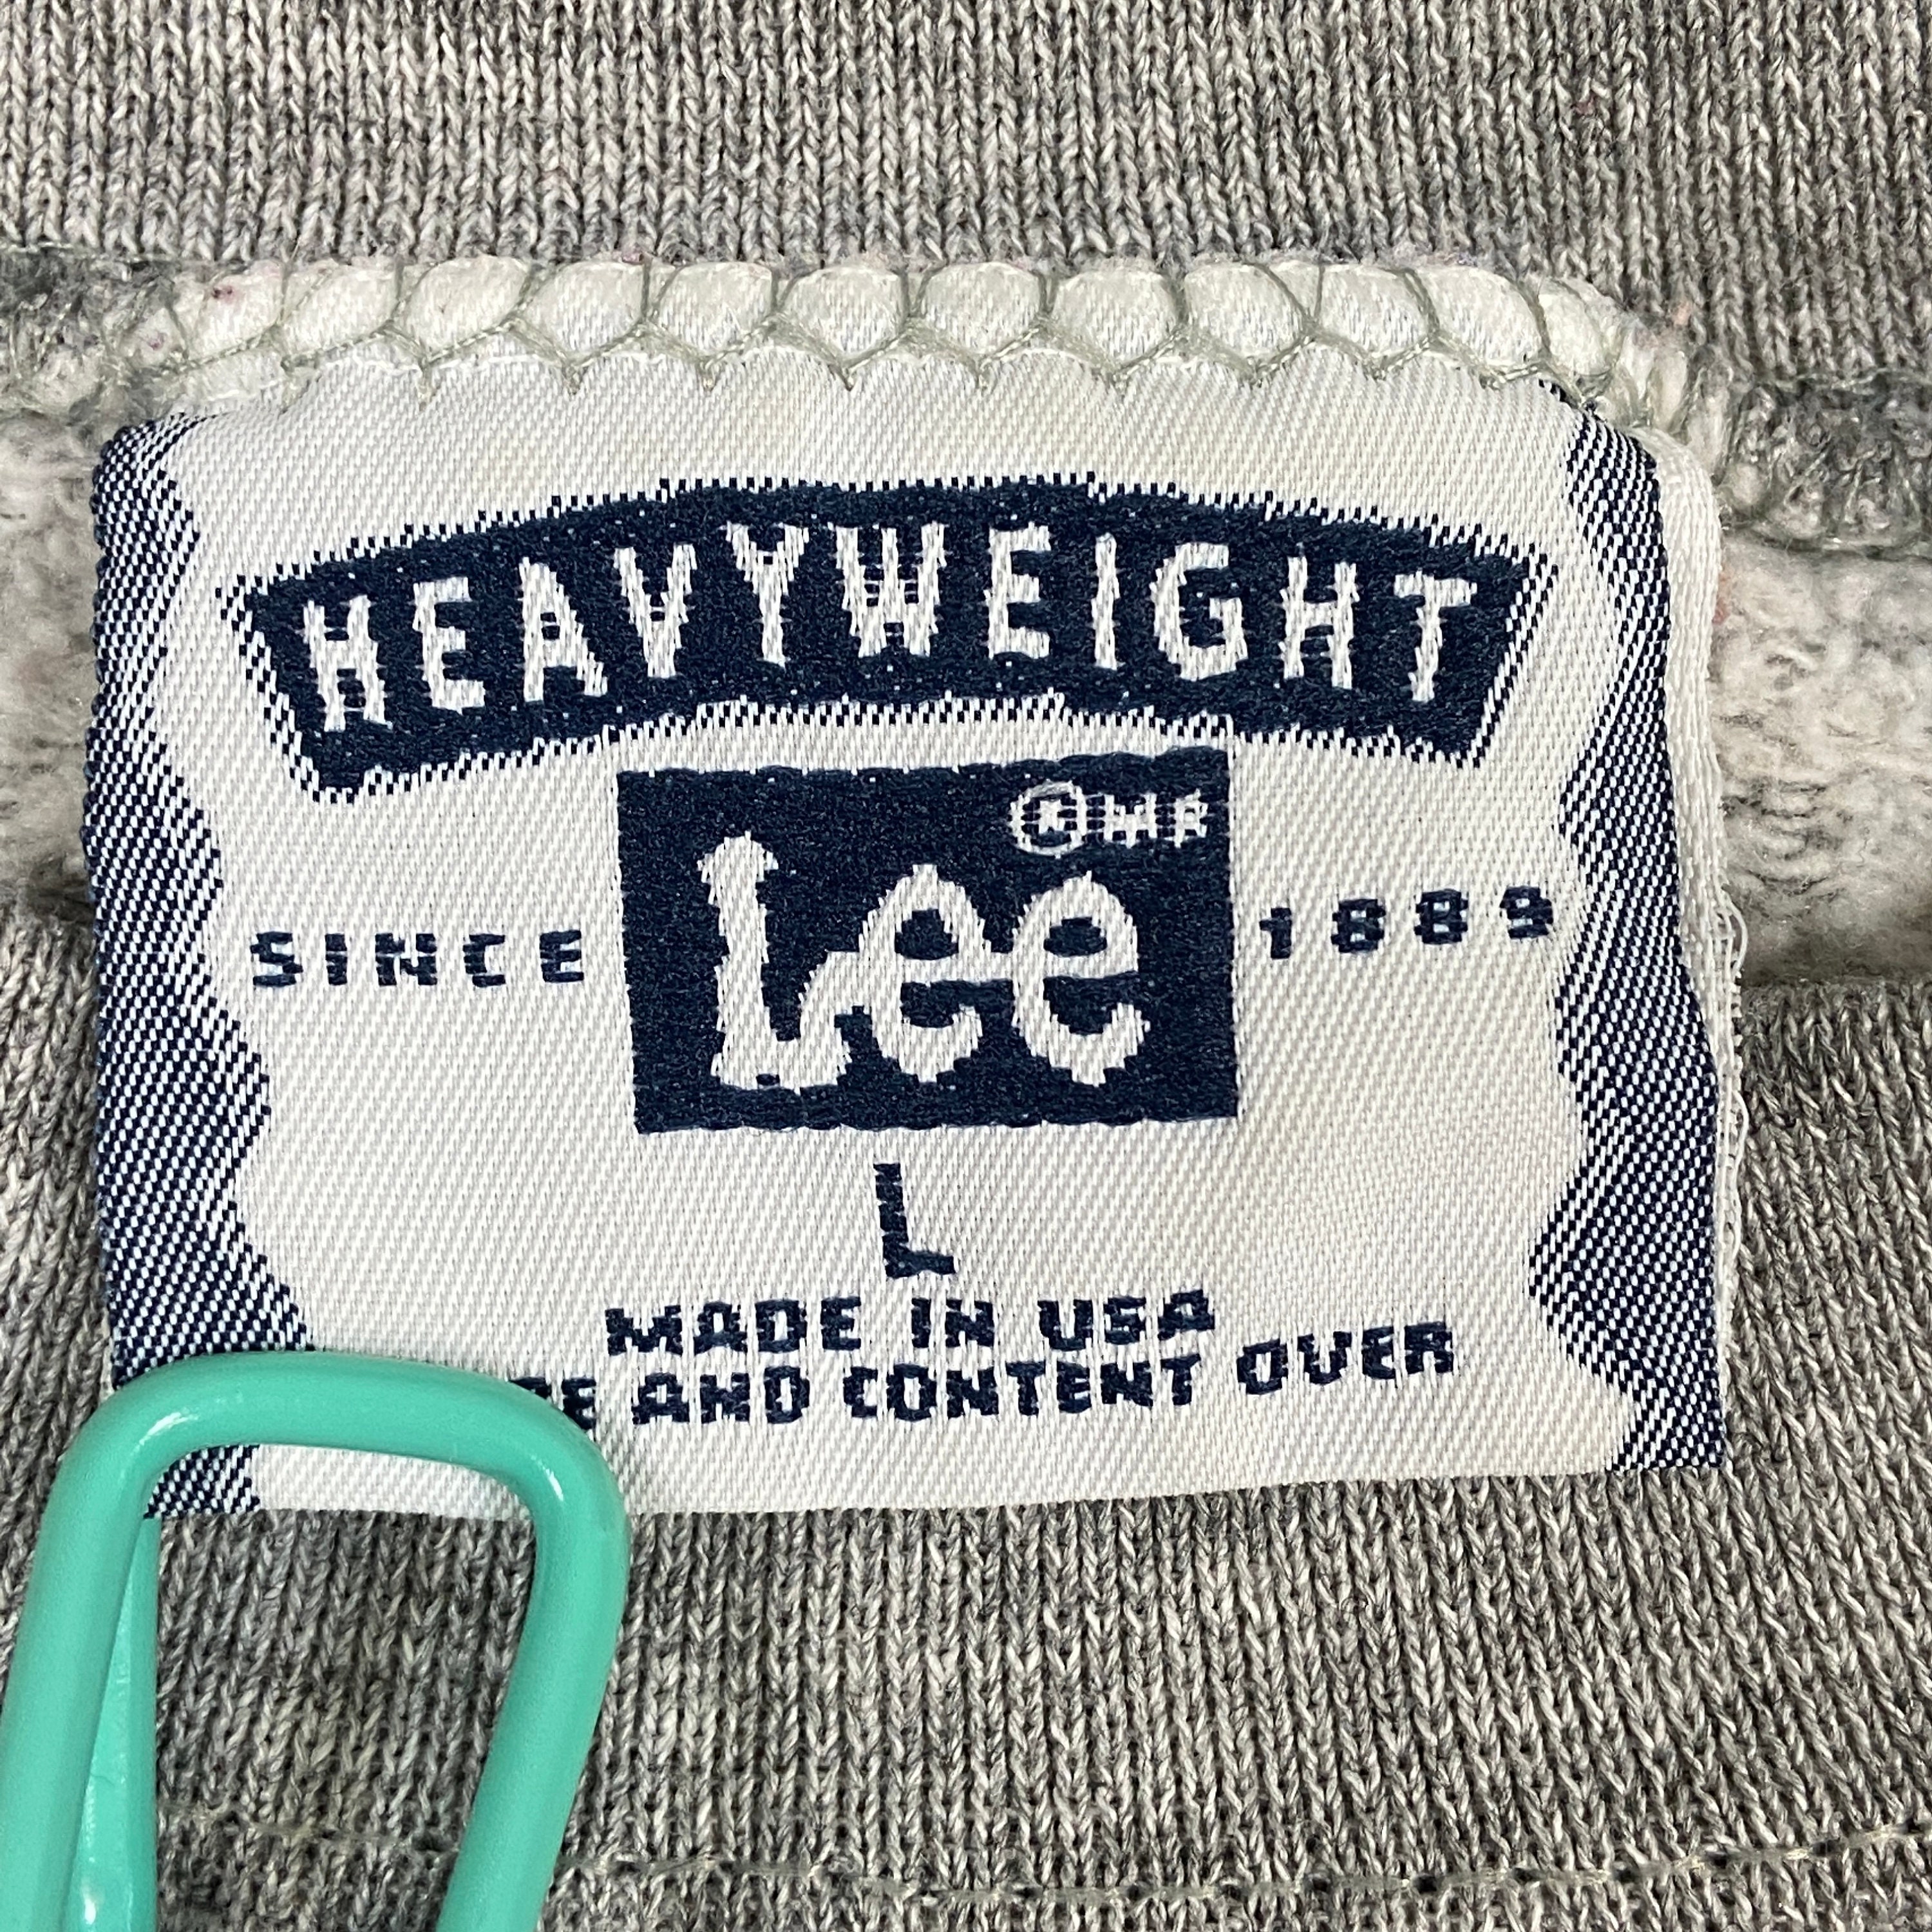 HEAVYWEIGHT
®MR
Lee
SINCE 1889
L
MADE IN USA
AND CONTENT OVER